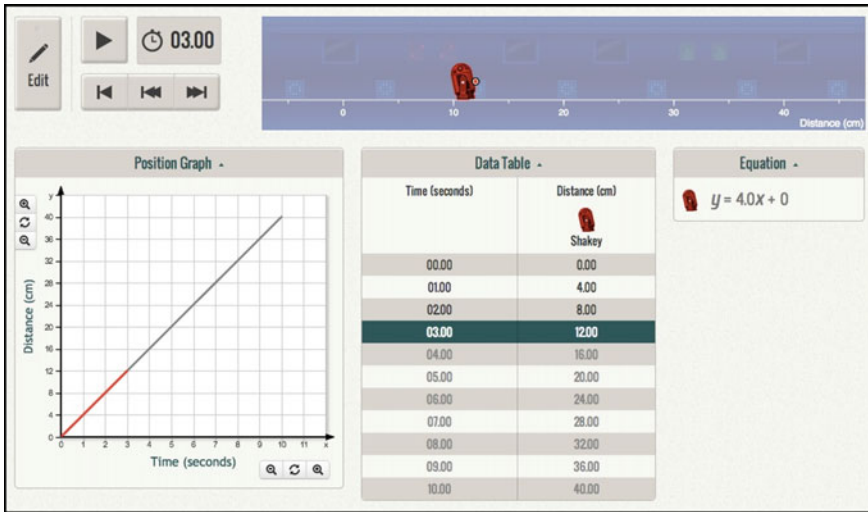 Edit
03.00
0 10 20 30 40
Distance (cm)
Position Graph
y
40
36
32
28
24
20
16
12
8
4
0
0 1 2 3 4 5 6 7 8 9 10 11 x
Distance (cm)
Time (seconds)
Data Table
Time (seconds) Distance (cm)
Shakey
00.00 0.00
01.00 4.00
02.00 8.00
03.00 12.00
04.00 16.00
05.00 20.00
06.00 24.00
07.00 28.00
08.00 32.00
09.00 36.00
10.00 40.00
Equation
y = 4.0x + 0